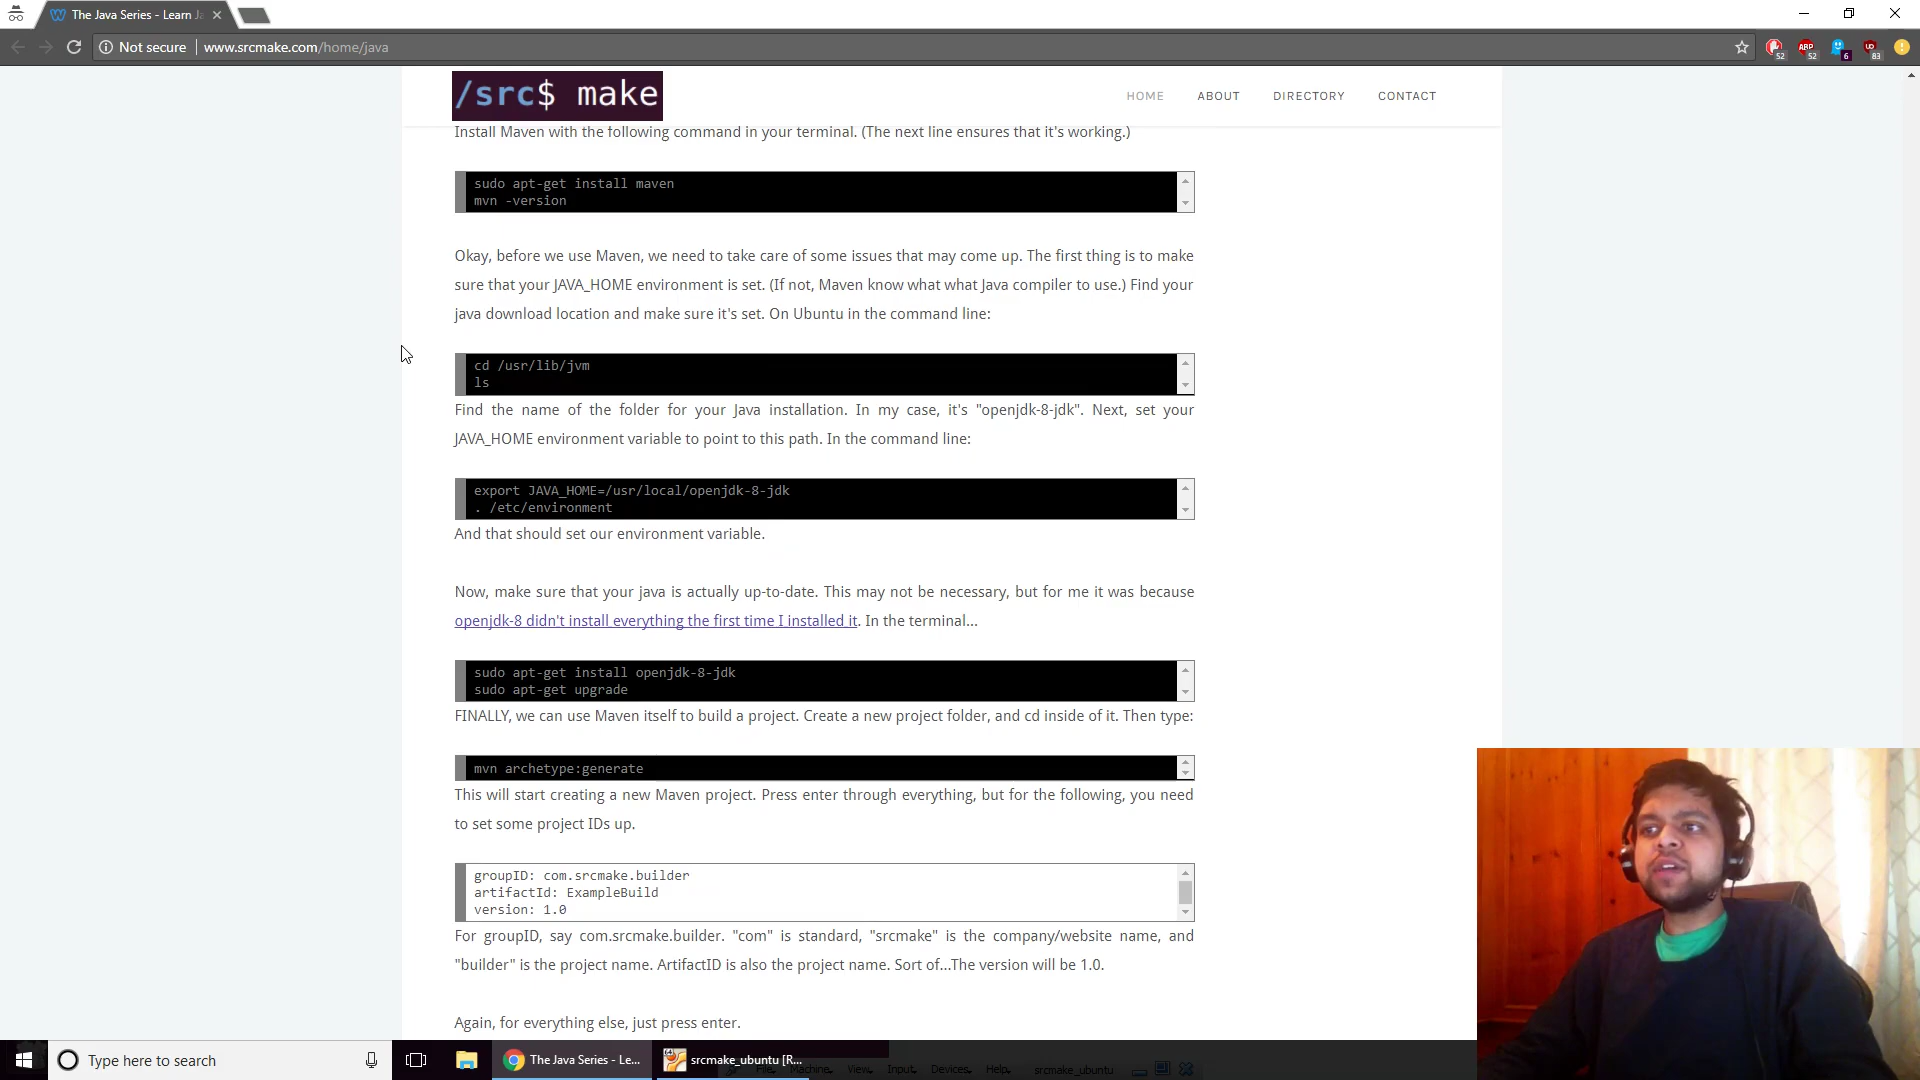 The Java Series - Learn Ja
Not secure | www.srcmake.com/home/java
52
52
6
83
/src$ make
HOME ABOUT DIRECTORY CONTACT
Install Maven with the following command in your terminal. (The next line ensures that it's working.)
sudo apt-get install maven
mvn -version
Okay, before we use Maven, we need to take care of some issues that may come up. The first thing is to make
sure that your JAVA_HOME environment is set. (If not, Maven know what what Java compiler to use.) Find your
java download location and make sure it's set. On Ubuntu in the command line:
cd /usr/lib/jvm
ls
Find the name of the folder for your Java installation. In my case, it's "openjdk-8-jdk". Next, set your
JAVA_HOME environment variable to point to this path. In the command line:
export JAVA_HOME=/usr/local/openjdk-8-jdk
. /etc/environment
And that should set our environment variable.
Now, make sure that your java is actually up-to-date. This may not be necessary, but for me it was because
openjdk-8 didn't install everything the first time I installed it. In the terminal...
sudo apt-get install openjdk-8-jdk
sudo apt-get upgrade
FINALLY, we can use Maven itself to build a project. Create a new project folder, and cd inside of it. Then type:
mvn archetype:generate
This will start creating a new Maven project. Press enter through everything, but for the following, you need
to set some project IDs up.
groupID: com.srcmake.builder
artifactId: ExampleBuild
version: 1.0
For groupID, say com.srcmake.builder. "com" is standard, "srcmake" is the company/website name, and
"builder" is the project name. ArtifactID is also the project name. Sort of...The version will be 1.0.
Again, for everything else, just press enter.
Type here to search
The Java Series - Le...
srcmake_ubuntu [R...
File Machine View Input Devices Help srcmake_ubuntu